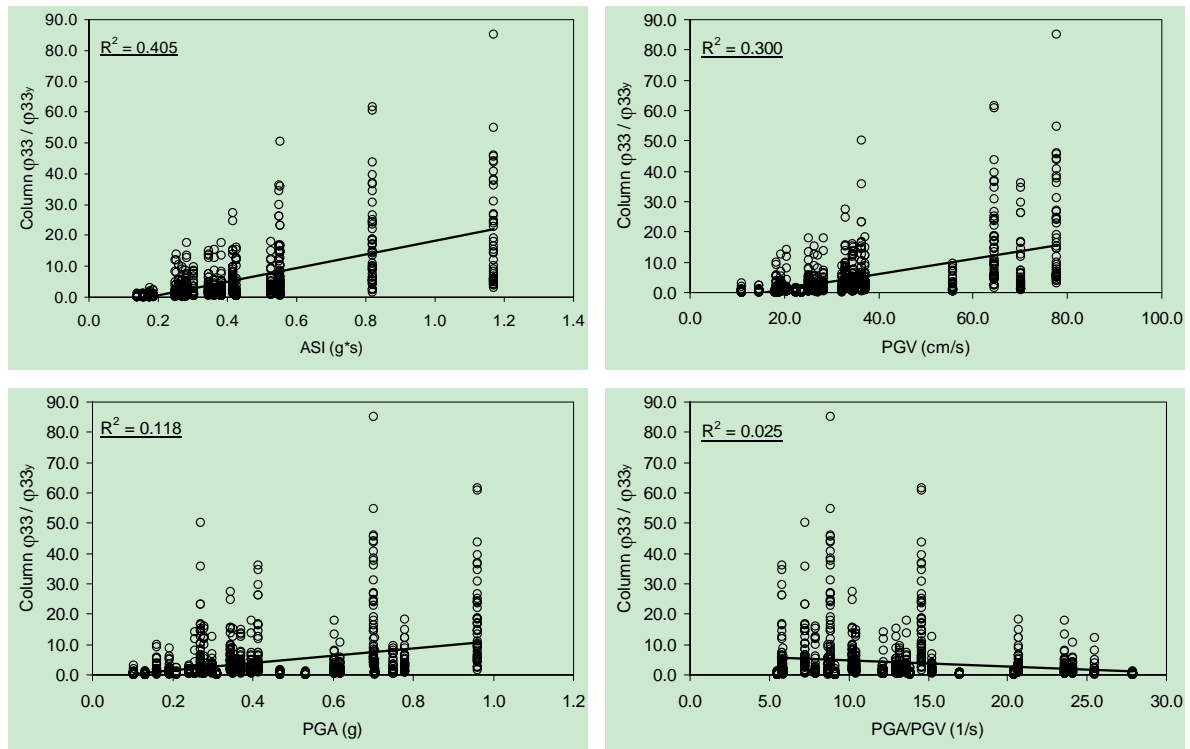 90.0
80.0
70.0
60.0
50.0
40.0
30.0
20.0
10.0
0.0
Column φ33 / φ33y
R² = 0.405
0.0 0.2 0.4 0.6 0.8 1.0 1.2 1.4
ASI (g*s)
90.0
80.0
70.0
60.0
50.0
40.0
30.0
20.0
10.0
0.0
Column φ33 / φ33y
R² = 0.300
0.0 20.0 40.0 60.0 80.0 100.0
PGV (cm/s)
90.0
80.0
70.0
60.0
50.0
40.0
30.0
20.0
10.0
0.0
Column φ33 / φ33y
R² = 0.118
0.0 0.2 0.4 0.6 0.8 1.0 1.2
PGA (g)
90.0
80.0
70.0
60.0
50.0
40.0
30.0
20.0
10.0
0.0
Column φ33 / φ33y
R² = 0.025
0.0 5.0 10.0 15.0 20.0 25.0 30.0
PGA/PGV (1/s)